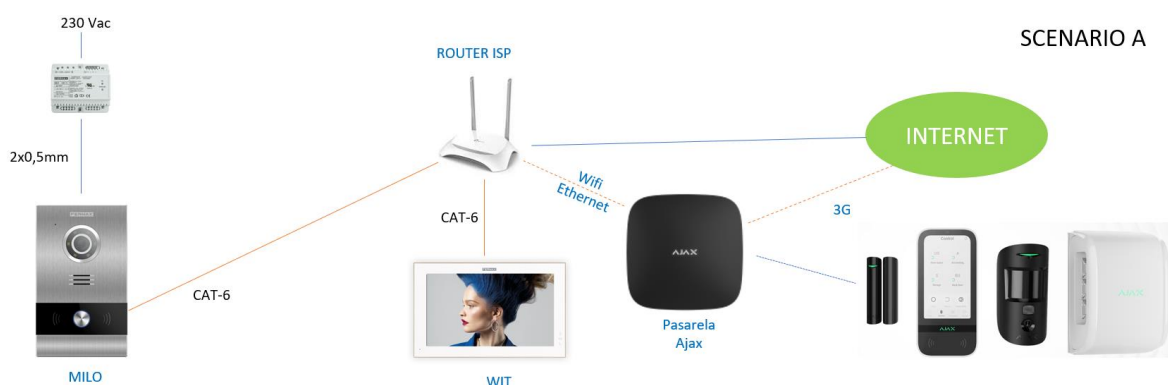 230 Vac
SCENARIO A
ROUTER ISP
INTERNET
2x0,5mm
Wifi
Ethernet
CAT-6
3G
AJAX
CAT-6
Pasarela
Ajax
AJAX
AJAX
MILO
WIT